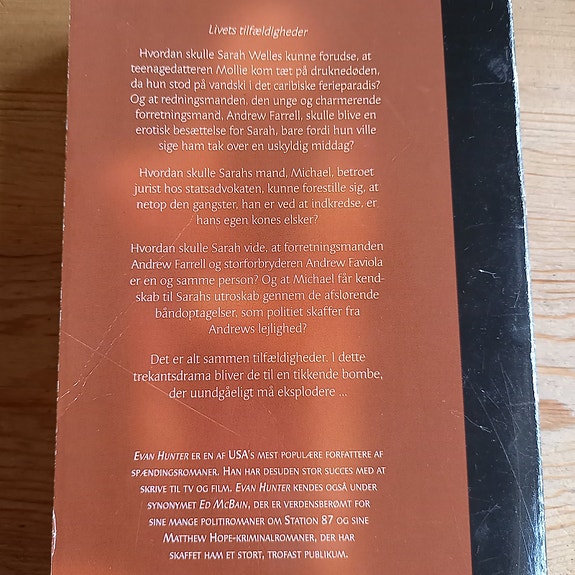 Livets tilfældigheder
Hvordan skulle Sarah Welles kunne forudse, at
teenagedatteren Mollie kom tæt på druknedøden,
da hun stod på vandski i det caribiske ferieparadis?
Og at redningsmanden, den unge og charmerende
forretningsmand, Andrew Farrell, skulle blive en
erotisk besættelse for Sarah, bare fordi hun ville
sige ham tak over en uskyldig middag?
Hvordan skulle Sarahs mand, Michael, betroet
jurist hos statsadvokaten, kunne forestille sig, at
netop den gangster, han er ved at indkredse, er
hans egen kones elsker?
Hvordan skulle Sarah vide, at forretningsmanden
Andrew Farrell og storforbryderen Andrew Faviola
er en og samme person? Og at Michael får kend-
skab til Sarahs utroskab gennem de afslørende
båndoptagelser, som politiet skaffer fra
Andrews lejlighed?
Det er alt sammen tilfældigheder. I dette
trekantsdrama bliver de til en tikkende bombe,
der uundgåeligt må eksplodere ...
EVAN HUNTER ER EN AF USA'S MEST POPULÆRE FORFATTERE AF
SPÆNDINGSROMANER. HAN HAR DESUDEN STOR SUCCES MED AT
SKRIVE TIL TV OG FILM. EVAN HUNTER KENDES OGSÅ UNDER
SYNONYMET ED MCBAIN, DER ER VERDENSBERØMT FOR
SINE MANGE POLITIROMANER OM STATION 87 OG SINE
MATTHEW HOPE-KRIMINALROMANER, DER HAR
SKAFFET HAM ET STORT, TROFAST PUBLIKUM.